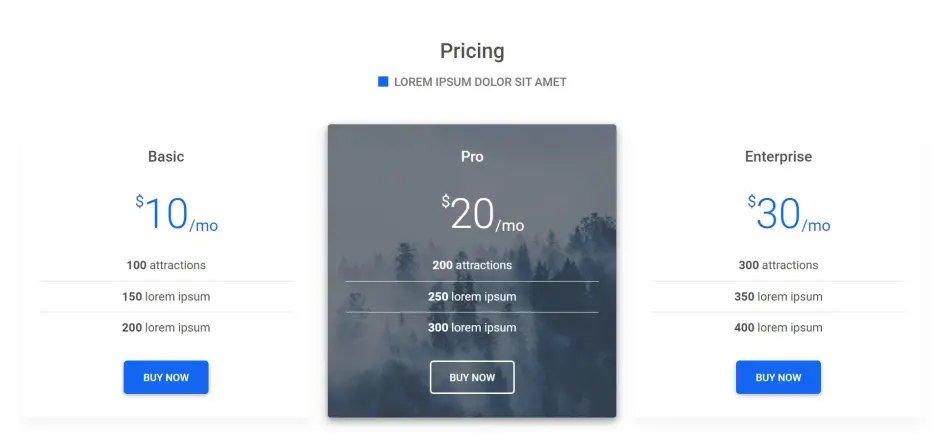 Pricing
LOREM IPSUM DOLOR SIT AMET
Basic
$10/mo
100 attractions
150 lorem ipsum
200 lorem ipsum
BUY NOW
Pro
$20/mo
200 attractions
250 lorem ipsum
300 lorem ipsum
BUY NOW
Enterprise
$30/mo
300 attractions
350 lorem ipsum
400 lorem ipsum
BUY NOW